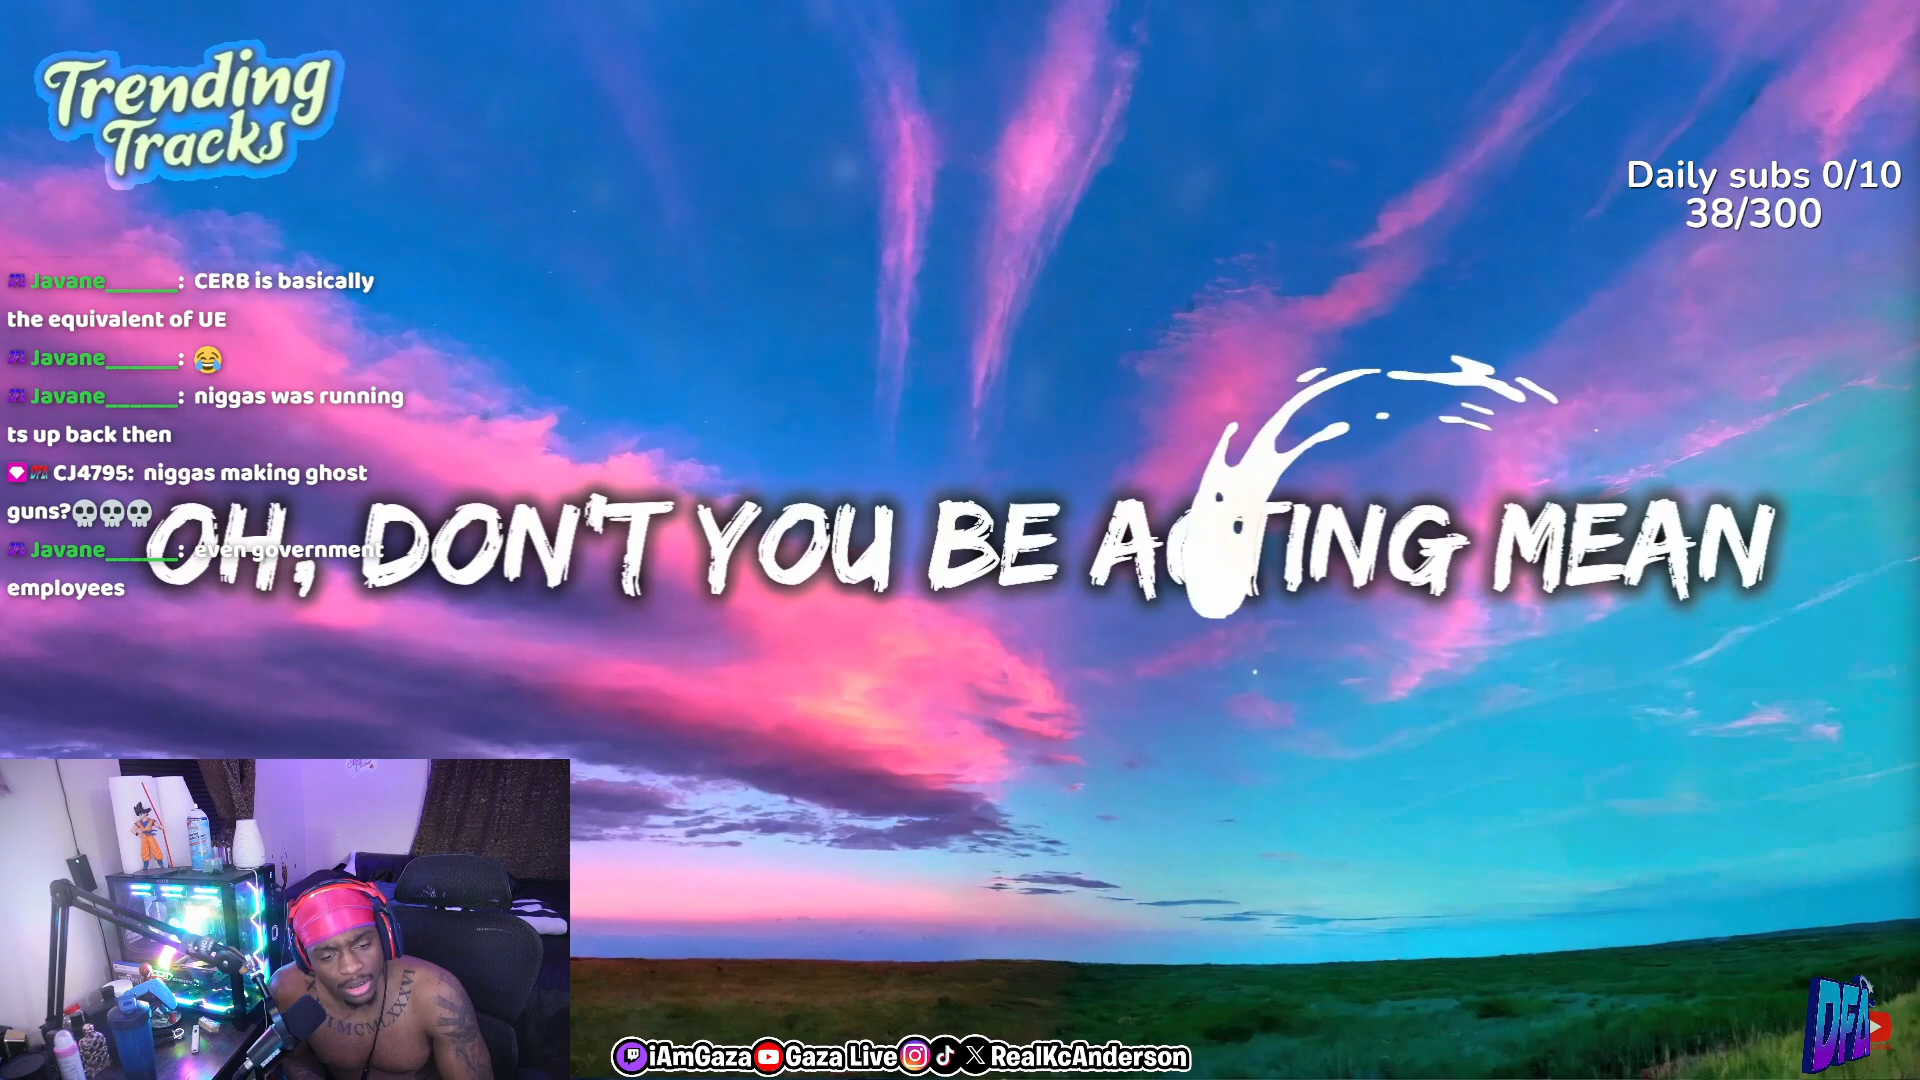 Trending
Tracks
Daily subs 0/10
38/300
Javane______: CERB is basically
the equivalent of UE
Javane______: 😂
Javane______: niggas was running
ts up back then
CJ4795: niggas making ghost
guns?💀💀💀
Javane______: even government
employees
OH, DON'T YOU BE ACTING MEAN
iAmGaza Gaza Live RealKcAnderson
DFA